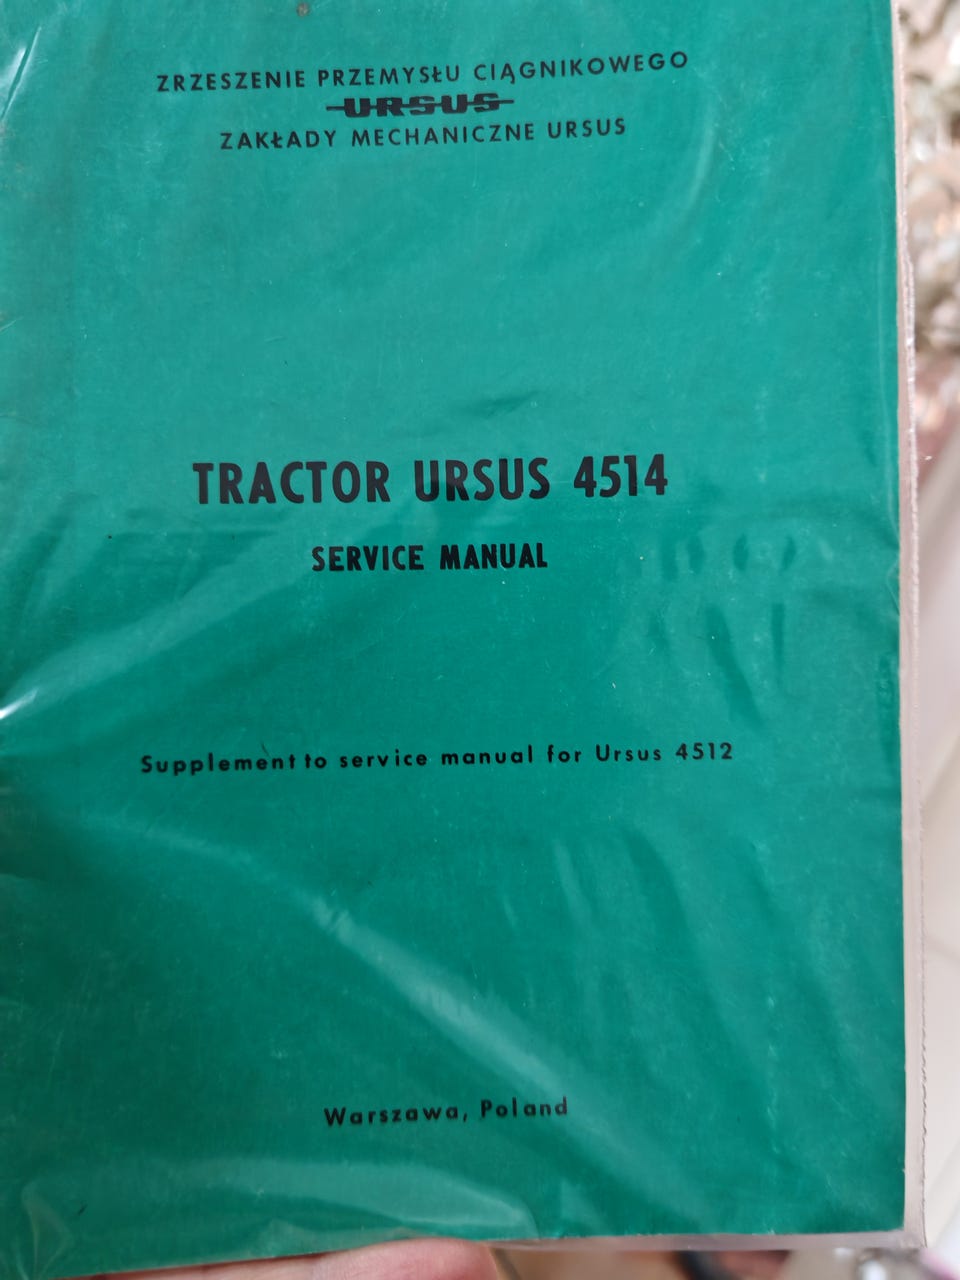 ZRZESZENIE PRZEMYSŁU CIĄGNIKOWEGO
URSUS
ZAKŁADY MECHANICZNE URSUS
TRACTOR URSUS 4514
SERVICE MANUAL
Supplement to service manual for Ursus 4512
Warszawa, Poland